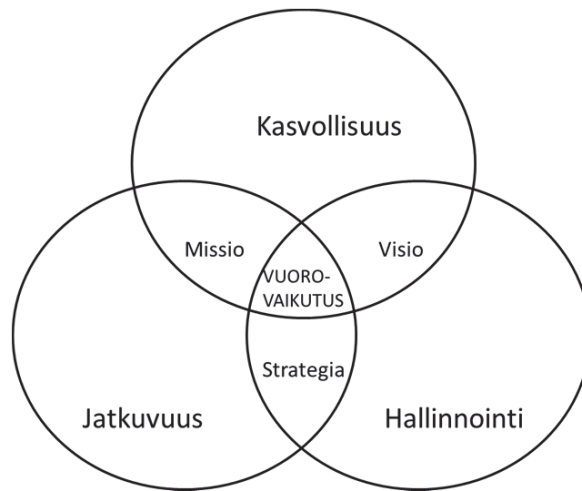 Kasvollisuus
Missio
Visio
VUORO-
VAIKUTUS
Strategia
Jatkuvuus
Hallinnointi